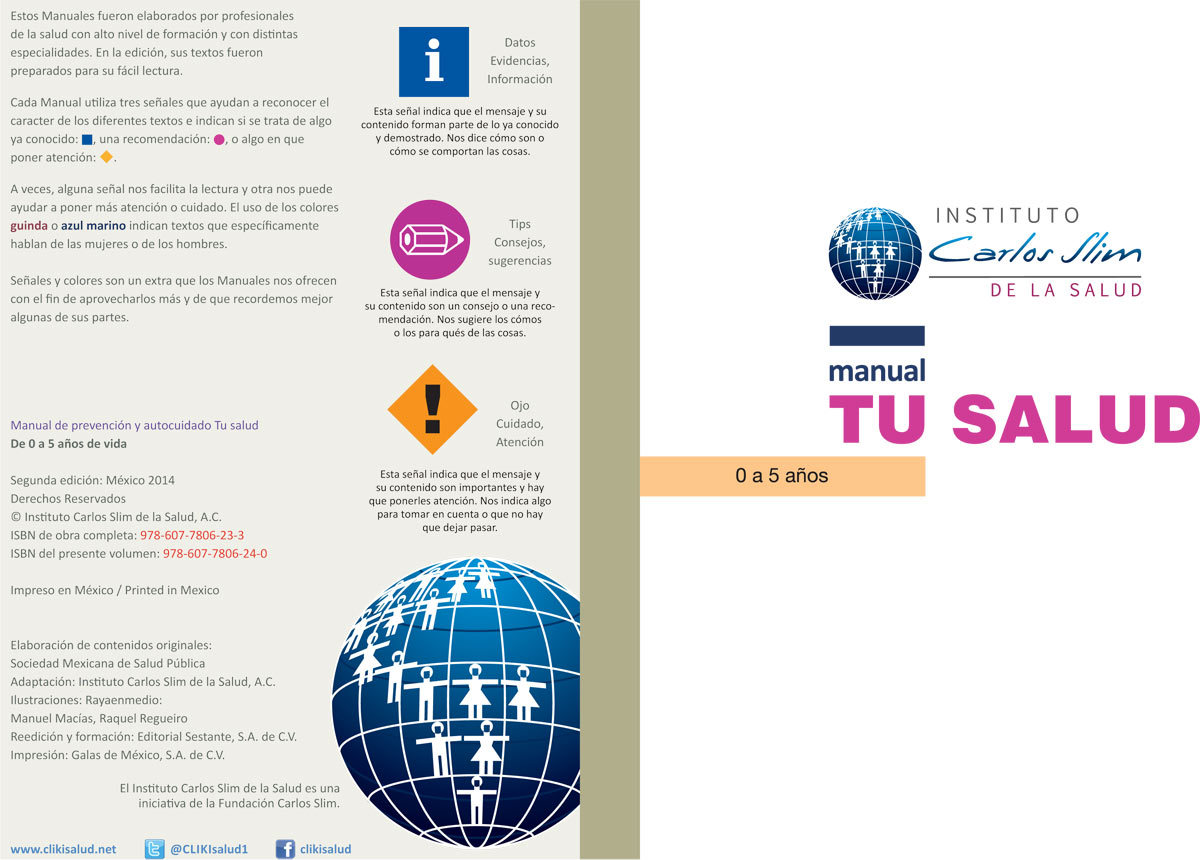 Estos Manuales fueron elaborados por profesionales
de la salud con alto nivel de formación y con distintas
especialidades. En la edición, sus textos fueron
preparados para su fácil lectura.
Cada Manual utiliza tres señales que ayudan a reconocer el
caracter de los diferentes textos e indican si se trata de algo
ya conocido: ■, una recomendación: ●, o algo en que
poner atención: ◆.
A veces, alguna señal nos facilita la lectura y otra nos puede
ayudar a poner más atención o cuidado. El uso de los colores
guinda o azul marino indican textos que específicamente
hablan de las mujeres o de los hombres.
Señales y colores son un extra que los Manuales nos ofrecen
con el fin de aprovecharlos más y de que recordemos mejor
algunas de sus partes.
Manual de prevención y autocuidado Tu salud
De 0 a 5 años de vida
Segunda edición: México 2014
Derechos Reservados
© Instituto Carlos Slim de la Salud, A.C.
ISBN de obra completa: 978-607-7806-23-3
ISBN del presente volumen: 978-607-7806-24-0
Impreso en México / Printed in Mexico
Elaboración de contenidos originales:
Sociedad Mexicana de Salud Pública
Adaptación: Instituto Carlos Slim de la Salud, A.C.
Ilustraciones: Rayaenmedio:
Manuel Macías, Raquel Regueiro
Reedición y formación: Editorial Sestante, S.A. de C.V.
Impresión: Galas de México, S.A. de C.V.
El Instituto Carlos Slim de la Salud es una
iniciativa de la Fundación Carlos Slim.
www.clikisalud.net @CLIKIsalud1 clikisalud
i
Datos
Evidencias,
Información
Esta señal indica que el mensaje y su
contenido forman parte de lo ya conocido
y demostrado. Nos dice cómo son o
cómo se comportan las cosas.
Tips
Consejos,
sugerencias
Esta señal indica que el mensaje y
su contenido son un consejo o una reco-
mendación. Nos sugiere los cómos
o los para qués de las cosas.
!
Ojo
Cuidado,
Atención
Esta señal indica que el mensaje y
su contenido son importantes y hay
que ponerles atención. Nos indica algo
para tomar en cuenta o que no hay
que dejar pasar.
INSTITUTO
Carlos Slim
DE LA SALUD
manual
TU SALUD
0 a 5 años